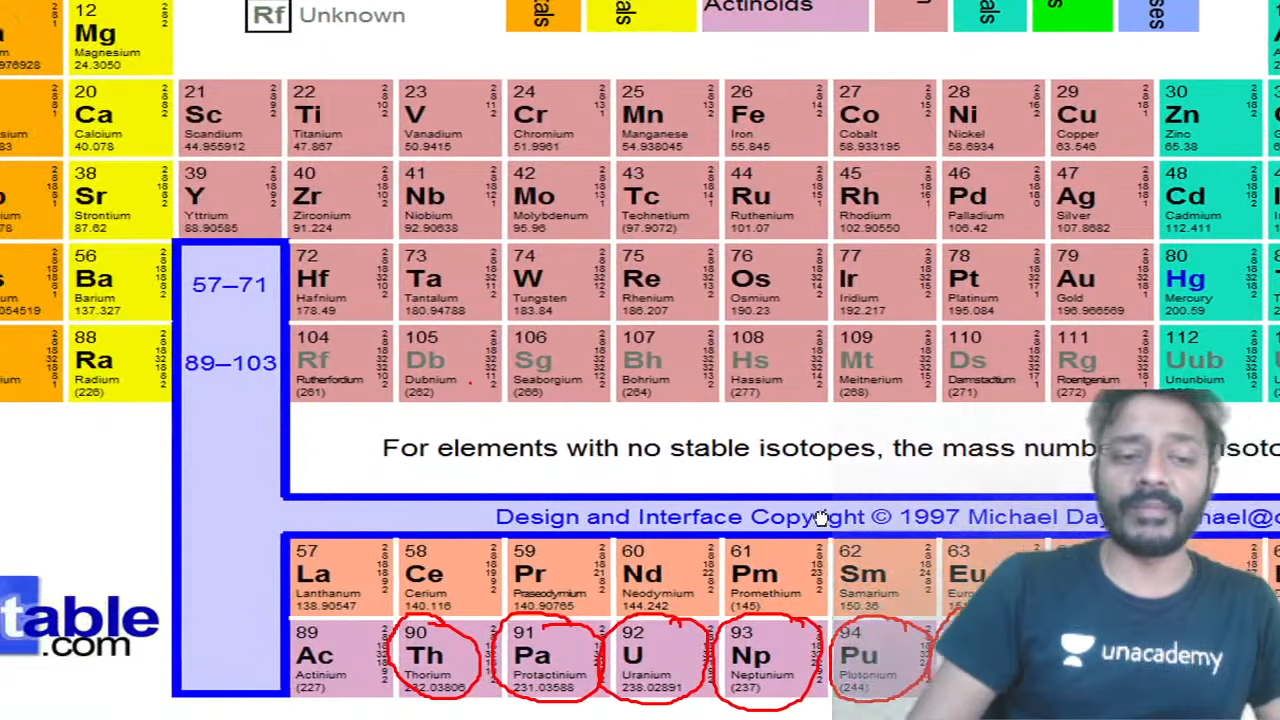 Rf Unknown
Actinoids
12
Mg
Magnesium
24.3050
20 21 22 23 24 25 26 27 28 29 30
Ca Sc Ti V Cr Mn Fe Co Ni Cu Zn
Calcium Scandium Titanium Vanadium Chromium Manganese Iron Cobalt Nickel Copper Zinc
40.078 44.955912 47.867 50.9415 51.9961 54.938045 55.845 58.933195 58.6934 63.546 65.38
38 39 40 41 42 43 44 45 46 47 48
Sr Y Zr Nb Mo Tc Ru Rh Pd Ag Cd
Strontium Yttrium Zirconium Niobium Molybdenum Technetium Ruthenium Rhodium Palladium Silver Cadmium
87.62 88.90585 91.224 92.90638 95.96 (97.9072) 101.07 102.90550 106.42 107.8682 112.411
56 72 73 74 75 76 77 78 79 80
Ba 57–71 Hf Ta W Re Os Ir Pt Au Hg
Barium Hafnium Tantalum Tungsten Rhenium Osmium Iridium Platinum Gold Mercury
137.327 178.49 180.94788 183.84 186.207 190.23 192.217 195.084 196.966569 200.59
88 104 105 106 107 108 109 110 111 112
Ra 89–103 Rf Db Sg Bh Hs Mt Ds Rg Uub
Radium Rutherfordium Dubnium Seaborgium Bohrium Hassium Meitnerium Darmstadtium Roentgenium Ununbium
(226) (261) (262) (266) (264) (277) (268) (271) (272)
For elements with no stable isotopes, the mass
Design and Interface Copyright © 1997 Michael
57 58 59 60 61 62 63
La Ce Pr Nd Pm Sm Eu
Lanthanum Cerium Praseodymium Neodymium Promethium Samarium
138.90547 140.116 140.90765 144.242 (145) 150.36
89 90 91 92 93 94
Ac Th Pa U Np Pu
Actinium Thorium Protactinium Uranium Neptunium Plutonium
(227) 232.03806 231.03588 238.02891 (237) (244)
table
.com
unacademy